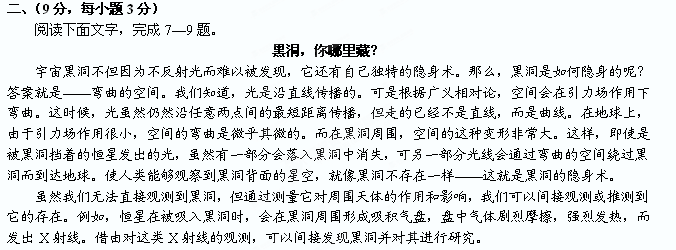 二、(9分，每小题3分)
阅读下面文字，完成7—9题。
黑洞，你哪里藏？
宇宙黑洞不但因为不反射光而难以被发现，它还有自己独特的隐身术。那么，黑洞是如何隐身的呢？
答案就是——弯曲的空间。我们知道，光是沿直线传播的。可是根据广义相对论，空间会在引力场作用下
弯曲。这时候，光虽然仍然沿任意两点间的最短距离传播，但走的已经不是直线，而是曲线。在地球上，
由于引力场作用很小，空间的弯曲是微乎其微的。而在黑洞周围，空间的这种变形非常大。这样，即使是
被黑洞挡着的恒星发出的光，虽然有一部分会落入黑洞中消失，可另一部分光线会通过弯曲的空间绕过黑
洞而到达地球。使人类能够观察到黑洞背面的星空，就像黑洞不存在一样——这就是黑洞的隐身术。
虽然我们无法直接观测到黑洞，但通过测量它对周围天体的作用和影响，我们可以间接观测或推测到
它的存在。例如，恒星在被吸入黑洞时，会在黑洞周围形成吸积气盘，盘中气体剧烈摩擦，强烈发热，而
发出X射线。借由对这类X射线的观测，可以间接发现黑洞并对其进行研究。